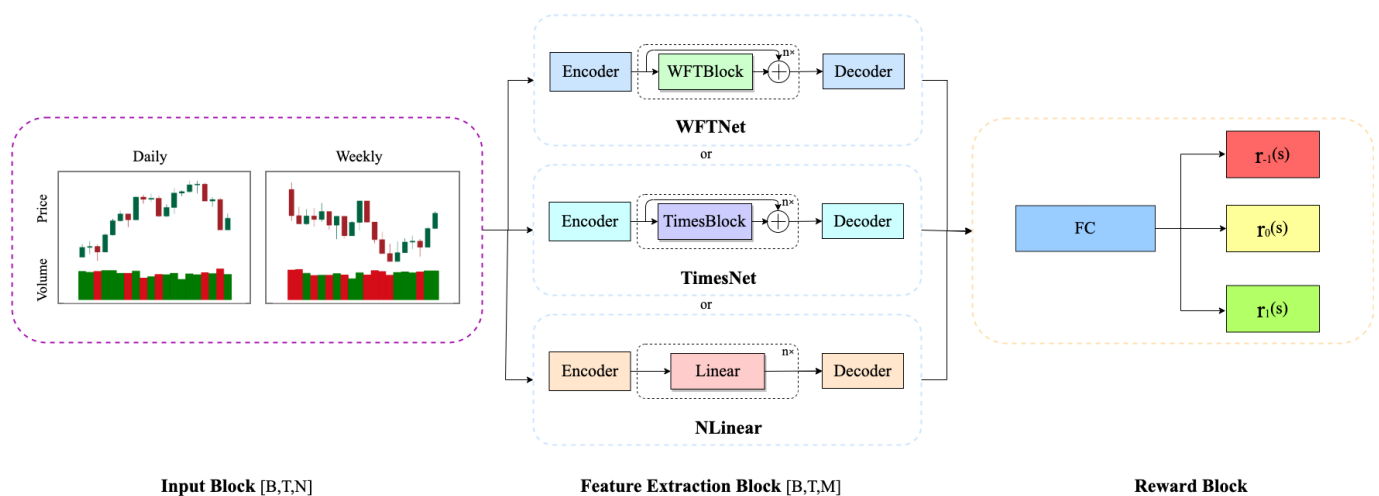 Daily
Weekly
Price
Volume
Encoder
WFTBlock
n×
Decoder
WFTNet
or
Encoder
TimesBlock
n×
Decoder
TimesNet
or
Encoder
Linear
n×
Decoder
NLinear
FC
r-1(s)
r0(s)
r1(s)
Input Block [B,T,N]
Feature Extraction Block [B,T,M]
Reward Block